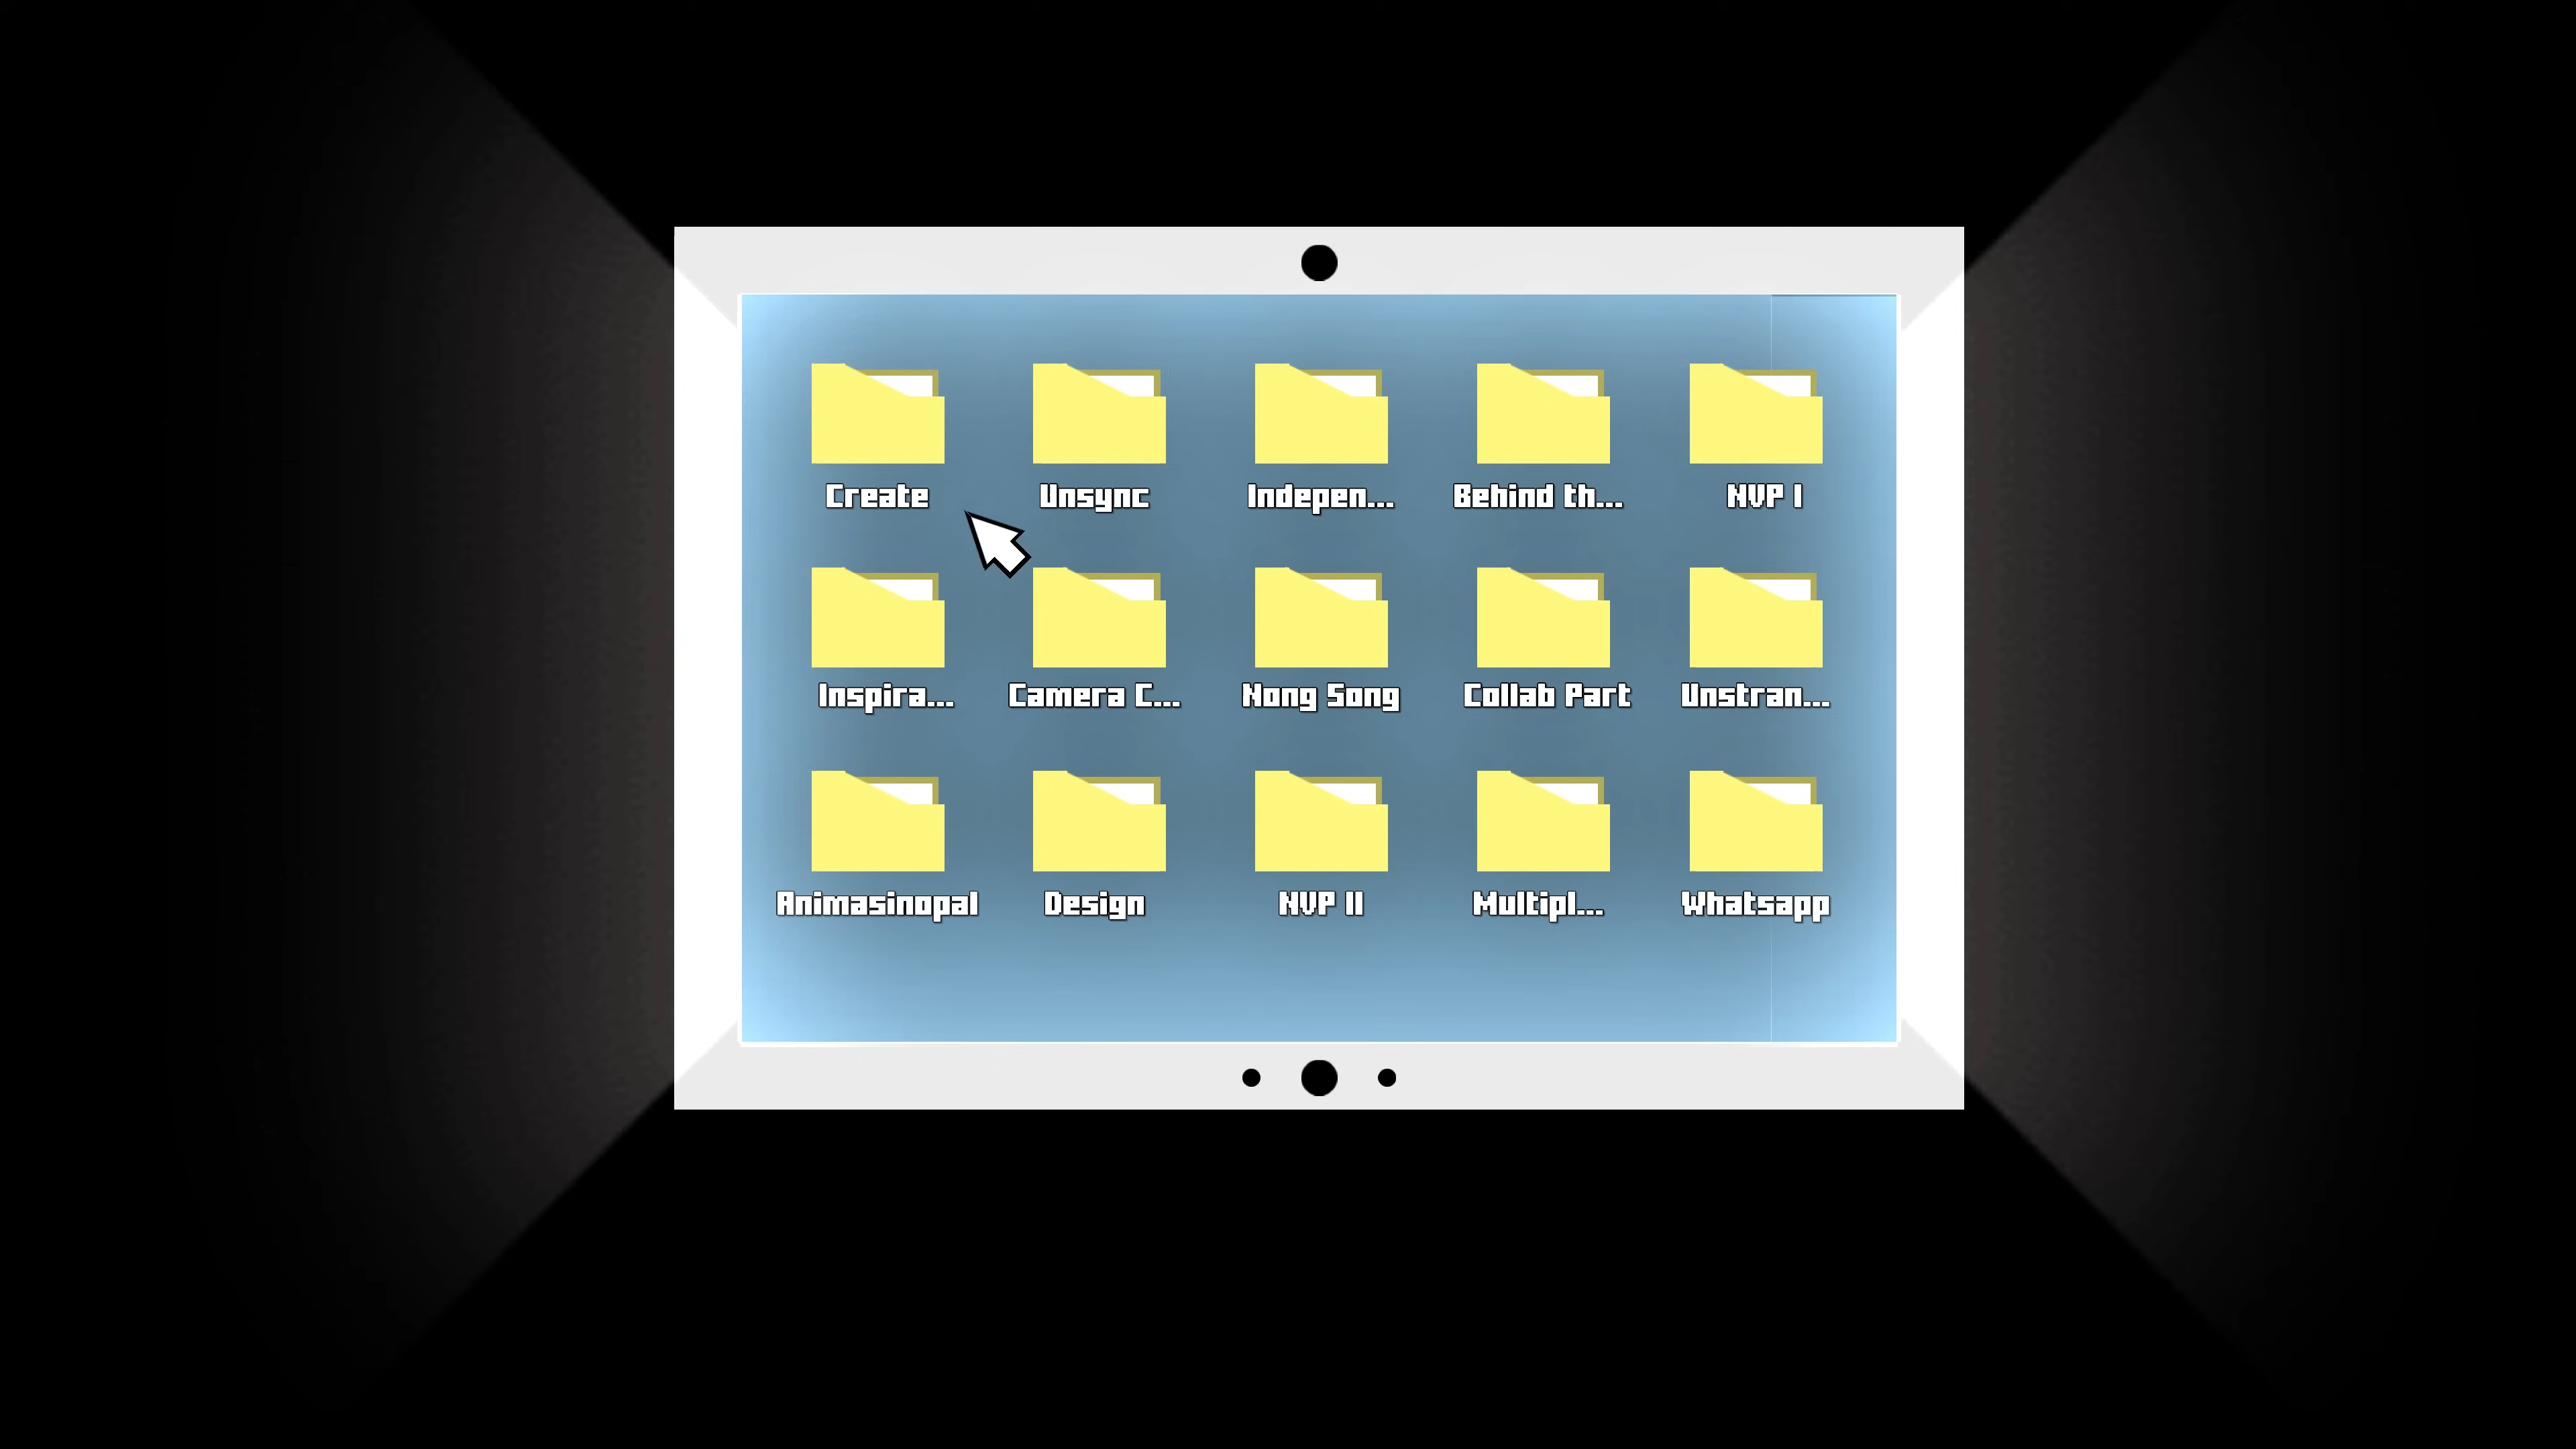 Create Unsync Indepen... Behind th... NVP I
Inspira... Camera C... Nong Song Collab Part Unstran...
Animasinopal Design NVP II Multipl... Whatsapp